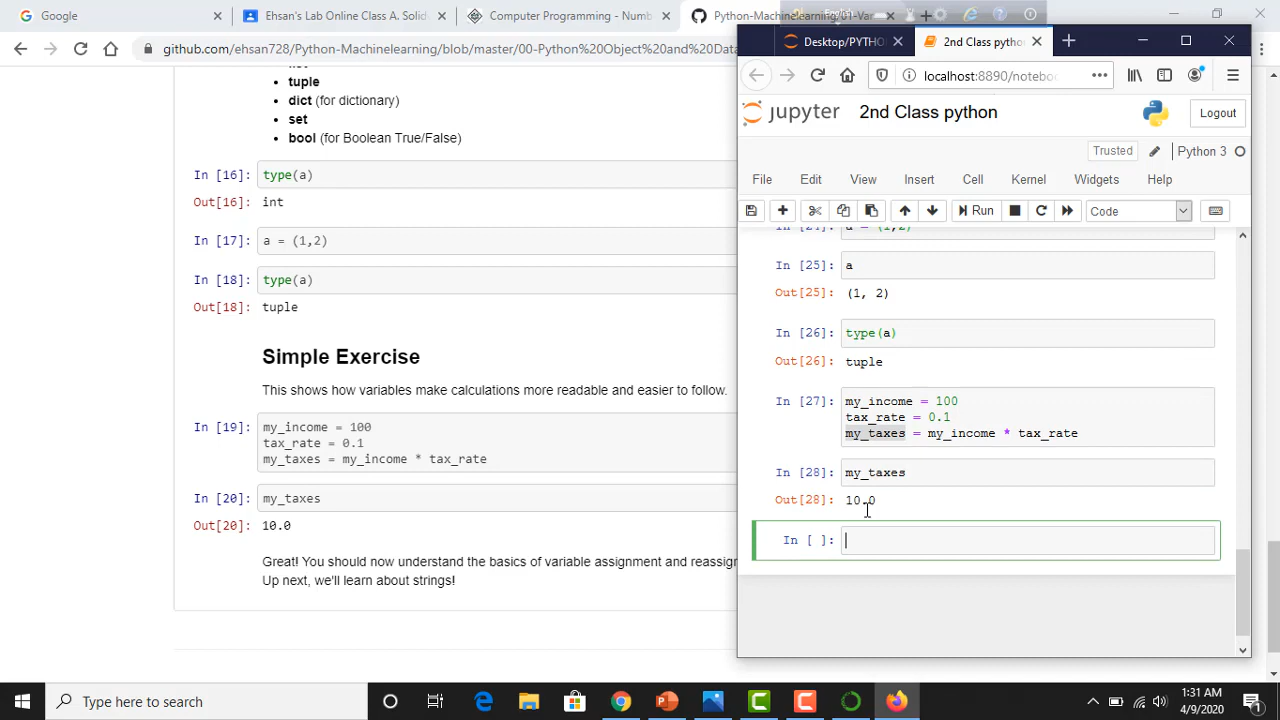 Google
Ehsan's Lab Online Class A. Solid.
Computer Programming - Numb
Python-Machinelearning/01-Var
English
github.com/ehsan728/Python-Machinelearning/blob/master/00-Python%20Object%20and%20Data
tuple
dict (for dictionary)
set
bool (for Boolean True/False)
In [16]: type(a)
Out[16]: int
In [17]: a = (1,2)
In [18]: type(a)
Out[18]: tuple
Simple Exercise
This shows how variables make calculations more readable and easier to follow.
In [19]: my_income = 100
tax_rate = 0.1
my_taxes = my_income * tax_rate
In [20]: my_taxes
Out[20]: 10.0
Great! You should now understand the basics of variable assignment and reassign
Up next, we'll learn about strings!
Desktop/PYTHO
2nd Class pythor
localhost:8890/noteboo
jupyter 2nd Class python
Logout
Trusted
Python 3
File Edit View Insert Cell Kernel Widgets Help
Run
Code
In [25]: a
Out[25]: (1, 2)
In [26]: type(a)
Out[26]: tuple
In [27]: my_income = 100
tax_rate = 0.1
my_taxes = my_income * tax_rate
In [28]: my_taxes
Out[28]: 10.0
In [ ]:
Type here to search
1:31 AM
4/9/2020